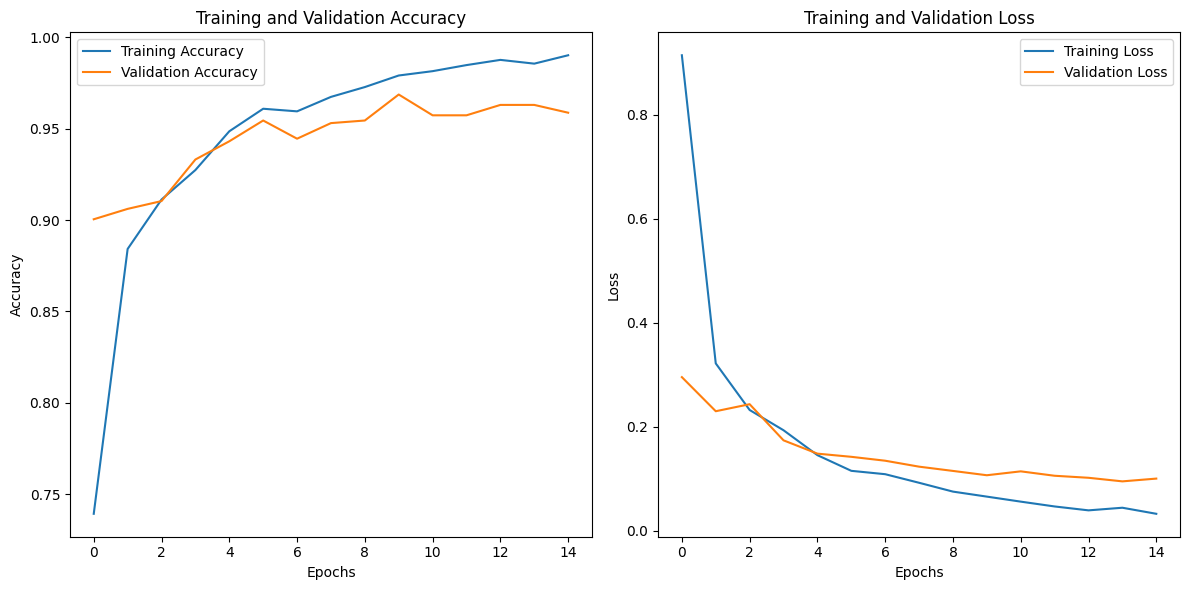 Training and Validation Accuracy
1.00
0.95
0.90
0.85
0.80
0.75
Accuracy
Training Accuracy
Validation Accuracy
0 2 4 6 8 10 12 14
Epochs
Training and Validation Loss
0.8
0.6
0.4
0.2
0.0
Loss
Training Loss
Validation Loss
0 2 4 6 8 10 12 14
Epochs